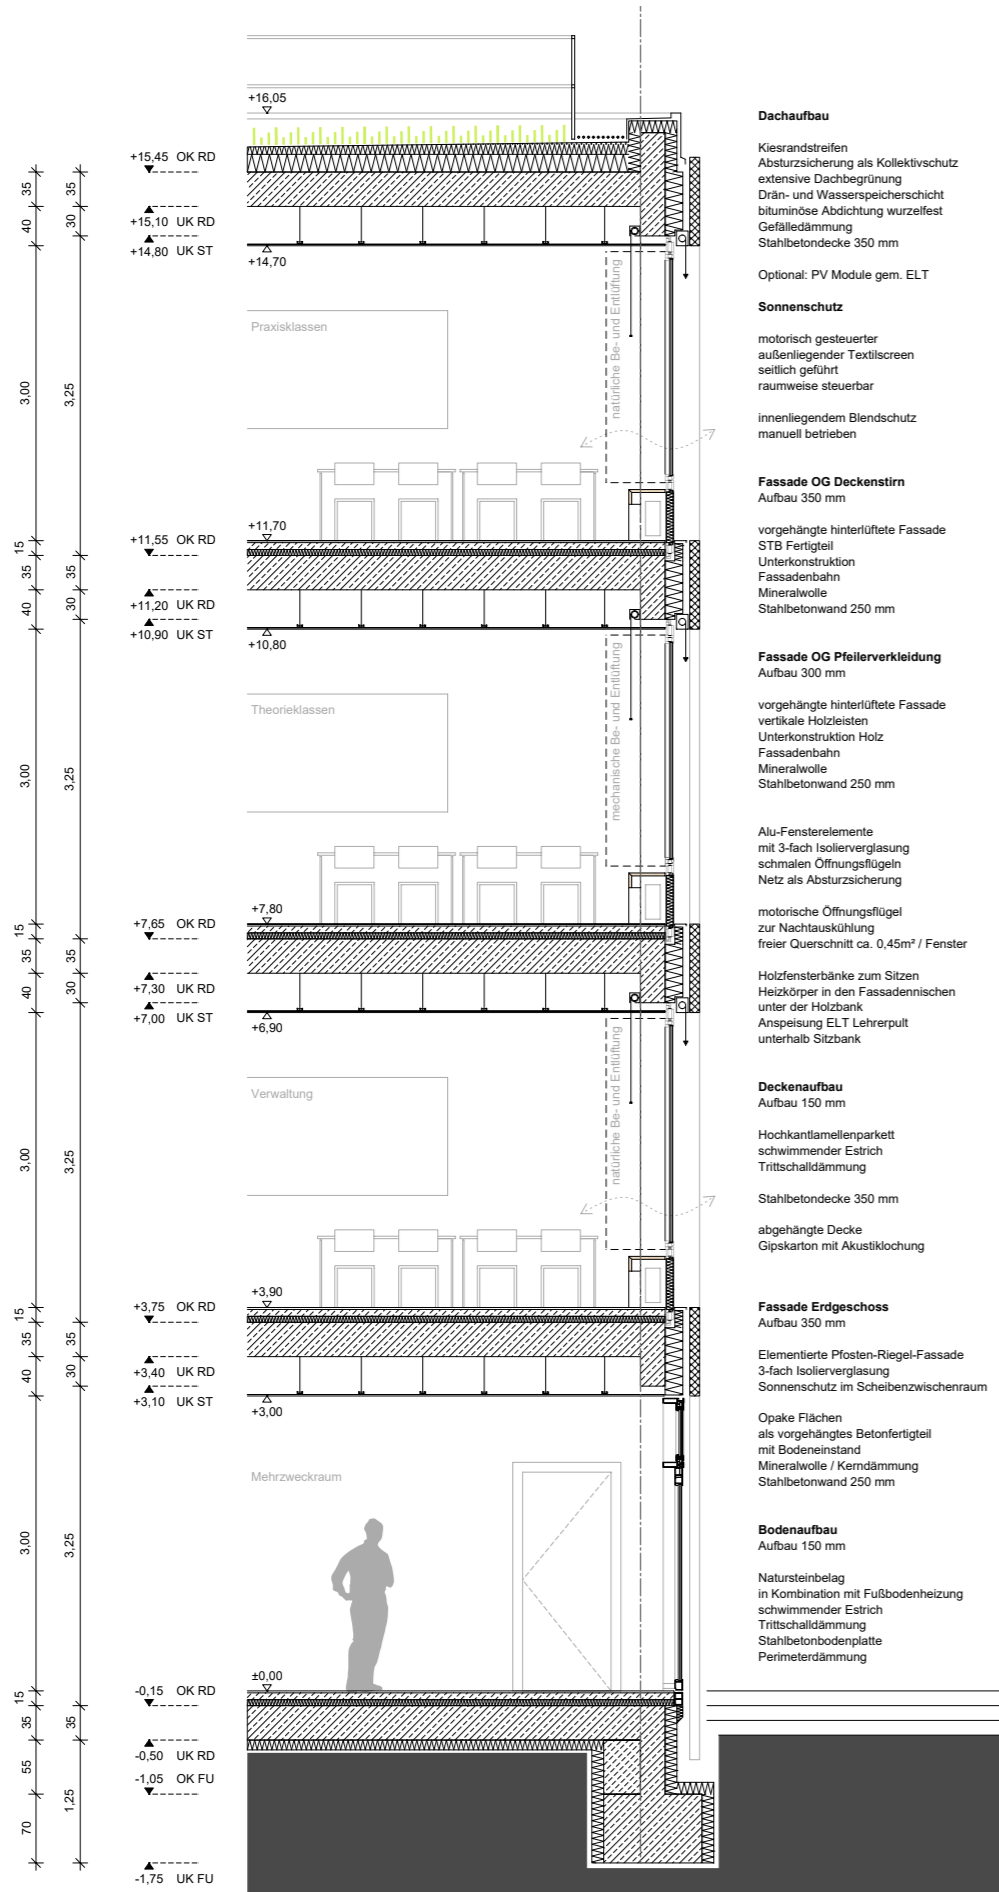 +16,05
+15,45 OK RD
+15,10 UK RD
+14,80 UK ST
+14,70
35
40
35
30
Praxisklassen
natürliche Be- und Entlüftung
3,00
3,25
+11,70
+11,55 OK RD
+11,20 UK RD
+10,90 UK ST
+10,80
15
35
40
35
30
Theorieklassen
mechanische Be- und Entlüftung
3,00
3,25
+7,80
+7,65 OK RD
+7,30 UK RD
+7,00 UK ST
+6,90
15
35
40
35
30
Verwaltung
natürliche Be- und Entlüftung
3,00
3,25
+3,90
+3,75 OK RD
+3,40 UK RD
+3,10 UK ST
+3,00
15
35
40
35
30
Mehrzweckraum
3,00
3,25
±0,00
-0,15 OK RD
-0,50 UK RD
-1,05 OK FU
-1,75 UK FU
15
35
55
70
35
1,25
Dachaufbau
Kiesrandstreifen
Absturzsicherung als Kollektivschutz
extensive Dachbegrünung
Drän- und Wasserspeicherschicht
bituminöse Abdichtung wurzelfest
Gefälledämmung
Stahlbetondecke 350 mm
Optional: PV Module gem. ELT
Sonnenschutz
motorisch gesteuerter
außenliegender Textilscreen
seitlich geführt
raumweise steuerbar
innenliegendem Blendschutz
manuell betrieben
Fassade OG Deckenstirn
Aufbau 350 mm
vorgehängte hinterlüftete Fassade
STB Fertigteil
Unterkonstruktion
Fassadenbahn
Mineralwolle
Stahlbetonwand 250 mm
Fassade OG Pfeilerverkleidung
Aufbau 300 mm
vorgehängte hinterlüftete Fassade
vertikale Holzleisten
Unterkonstruktion Holz
Fassadenbahn
Mineralwolle
Stahlbetonwand 250 mm
Alu-Fensterelemente
mit 3-fach Isolierverglasung
schmalen Öffnungsflügeln
Netz als Absturzsicherung
motorische Öffnungsflügel
zur Nachtauskühlung
freier Querschnitt ca. 0,45m² / Fenster
Holzfensterbänke zum Sitzen
Heizkörper in den Fassadennischen
unter der Holzbank
Anspeisung ELT Lehrerpult
unterhalb Sitzbank
Deckenaufbau
Aufbau 150 mm
Hochkantlamellenparkett
schwimmender Estrich
Trittschalldämmung
Stahlbetondecke 350 mm
abgehängte Decke
Gipskarton mit Akustiklochung
Fassade Erdgeschoss
Aufbau 350 mm
Elementierte Pfosten-Riegel-Fassade
3-fach Isolierverglasung
Sonnenschutz im Scheibenzwischenraum
Opake Flächen
als vorgehängtes Betonfertigteil
mit Bodeneinstand
Mineralwolle / Kerndämmung
Stahlbetonwand 250 mm
Bodenaufbau
Aufbau 150 mm
Natursteinbelag
in Kombination mit Fußbodenheizung
schwimmender Estrich
Trittschalldämmung
Stahlbetonbodenplatte
Perimeterdämmung